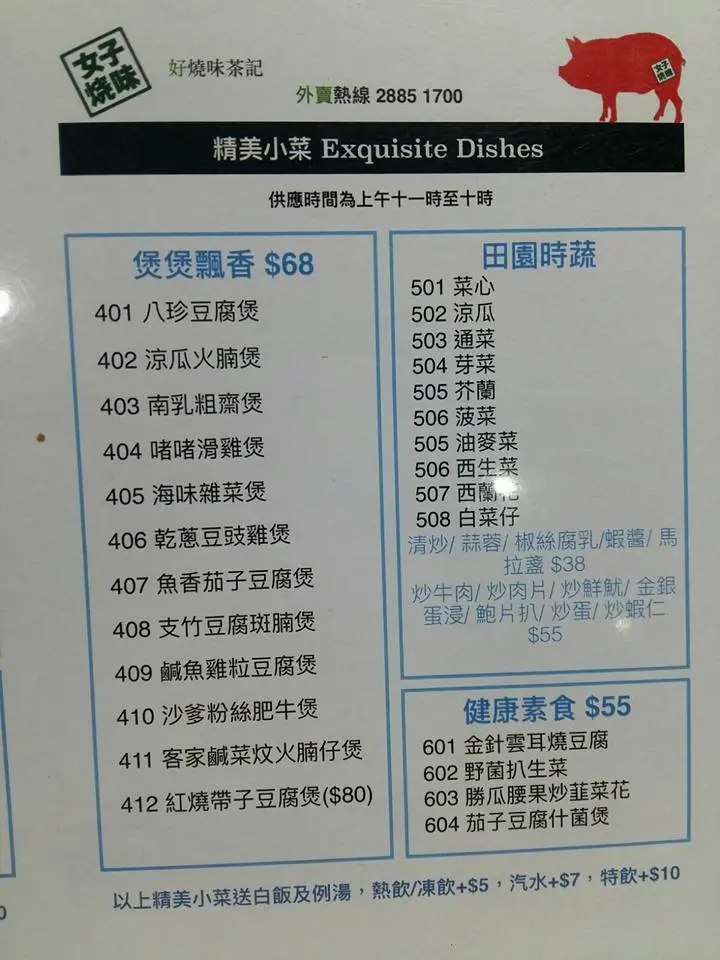 女子
燒味
好燒味茶記
外賣熱線 2885 1700
女子
燒味
精美小菜 Exquisite Dishes
供應時間為上午十一時至十時
煲煲飄香 $68
401 八珍豆腐煲
402 涼瓜火腩煲
403 南乳粗齋煲
404 啫啫滑雞煲
405 海味雜菜煲
406 乾蔥豆豉雞煲
407 魚香茄子豆腐煲
408 支竹豆腐斑腩煲
409 鹹魚雞粒豆腐煲
410 沙爹粉絲肥牛煲
411 客家鹹菜炆火腩仔煲
412 紅燒帶子豆腐煲($80)
田園時蔬
501 菜心
502 涼瓜
503 通菜
504 芽菜
505 芥蘭
506 菠菜
505 油麥菜
506 西生菜
507 西蘭花
508 白菜仔
清炒/ 蒜蓉/ 椒絲腐乳/蝦醬/ 馬
拉盞 $38
炒牛肉/ 炒肉片/ 炒鮮魷/ 金銀
蛋浸/ 鮑片扒/ 炒蛋/ 炒蝦仁
$55
健康素食 $55
601 金針雲耳燒豆腐
602 野菌扒生菜
603 勝瓜腰果炒韮菜花
604 茄子豆腐什菌煲
以上精美小菜送白飯及例湯，熱飲/凍飲+$5，汽水+$7，特飲+$10